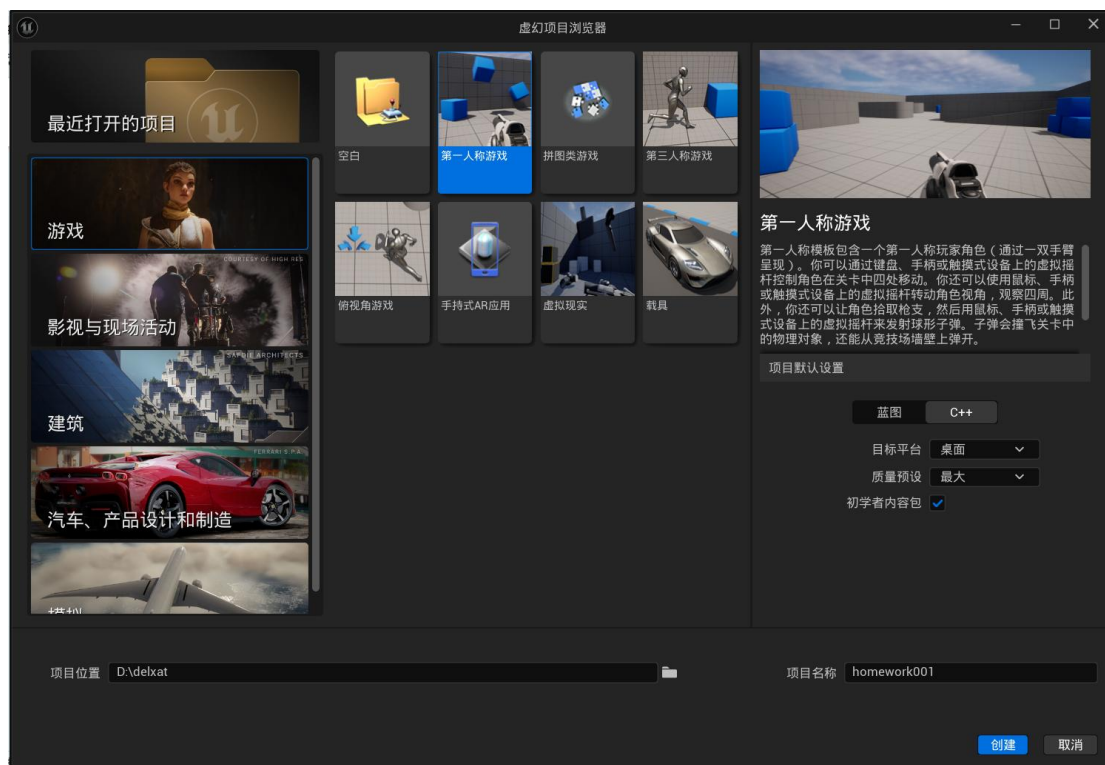 虚幻项目浏览器
最近打开的项目
游戏
COURTESY OF HIGH RES
影视与现场活动
SAFDIE ARCHITECTS
建筑
FERRARI S.P.A.
汽车、产品设计和制造
模拟
空白
第一人称游戏
拼图类游戏
第三人称游戏
俯视角游戏
手持式AR应用
虚拟现实
载具
第一人称游戏
第一人称模板包含一个第一人称玩家角色（通过一双手臂
呈现）。你可以通过键盘、手柄或触摸式设备上的虚拟摇
杆控制角色在关卡中四处移动。你还可以使用鼠标、手柄
或触摸式设备上的虚拟摇杆转动角色视角，观察四周。此
外，你还可以让角色拾取枪支，然后用鼠标、手柄或触摸
式设备上的虚拟摇杆来发射球形子弹。子弹会撞飞关卡中
的物理对象，还能从竞技场墙壁上弹开。
项目默认设置
蓝图 C++
目标平台 桌面
质量预设 最大
初学者内容包
项目位置 D:\delxat
项目名称 homework001
创建 取消